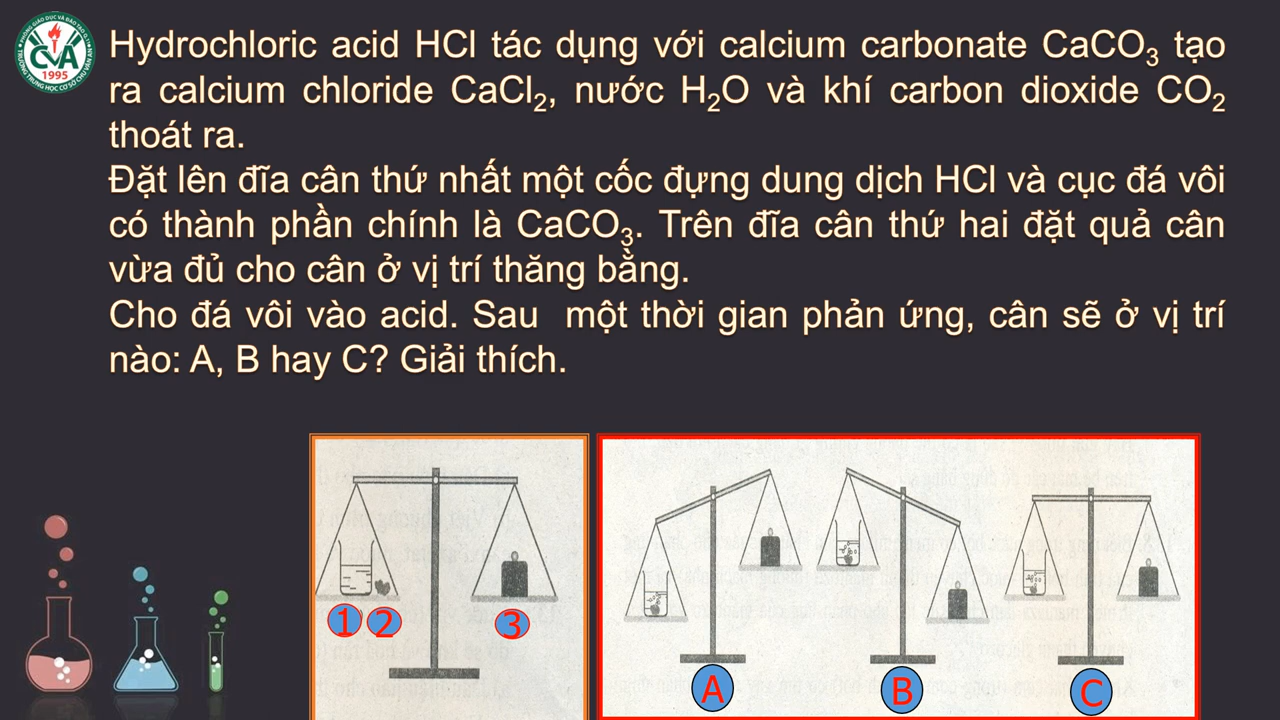 Hydrochloric acid HCl tác dụng với calcium carbonate CaCO₃ tạo
ra calcium chloride CaCl₂, nước H₂O và khí carbon dioxide CO₂
thoát ra.
Đặt lên đĩa cân thứ nhất một cốc đựng dung dịch HCl và cục đá vôi
có thành phần chính là CaCO₃. Trên đĩa cân thứ hai đặt quả cân
vừa đủ cho cân ở vị trí thăng bằng.
Cho đá vôi vào acid. Sau một thời gian phản ứng, cân sẽ ở vị trí
nào: A, B hay C? Giải thích.
CVA
1995
1 2 3
A B C